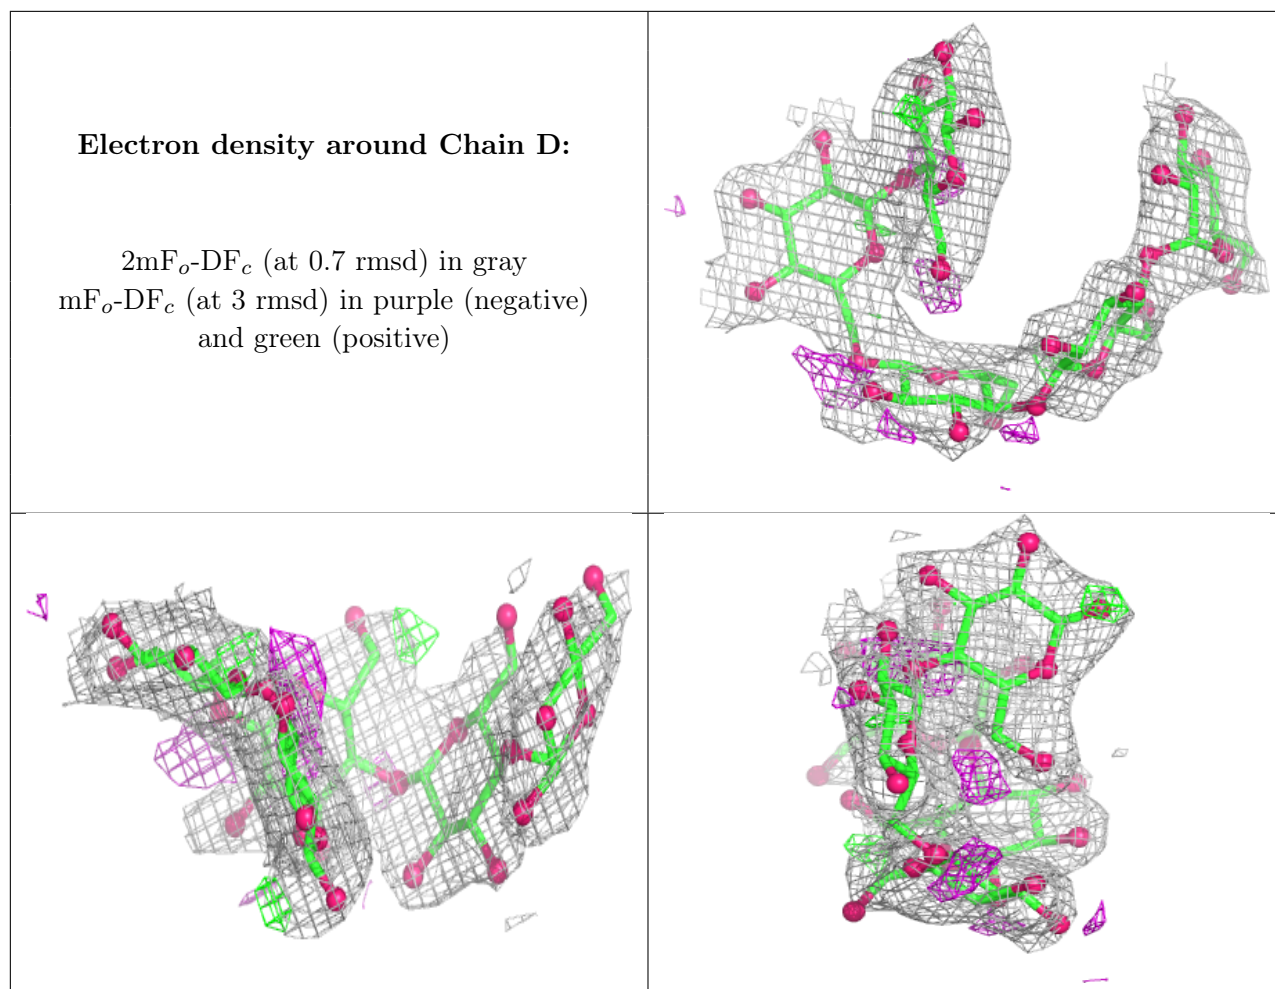 Electron density around Chain D:
2mFo-DFc (at 0.7 rmsd) in gray
mFo-DFc (at 3 rmsd) in purple (negative)
and green (positive)